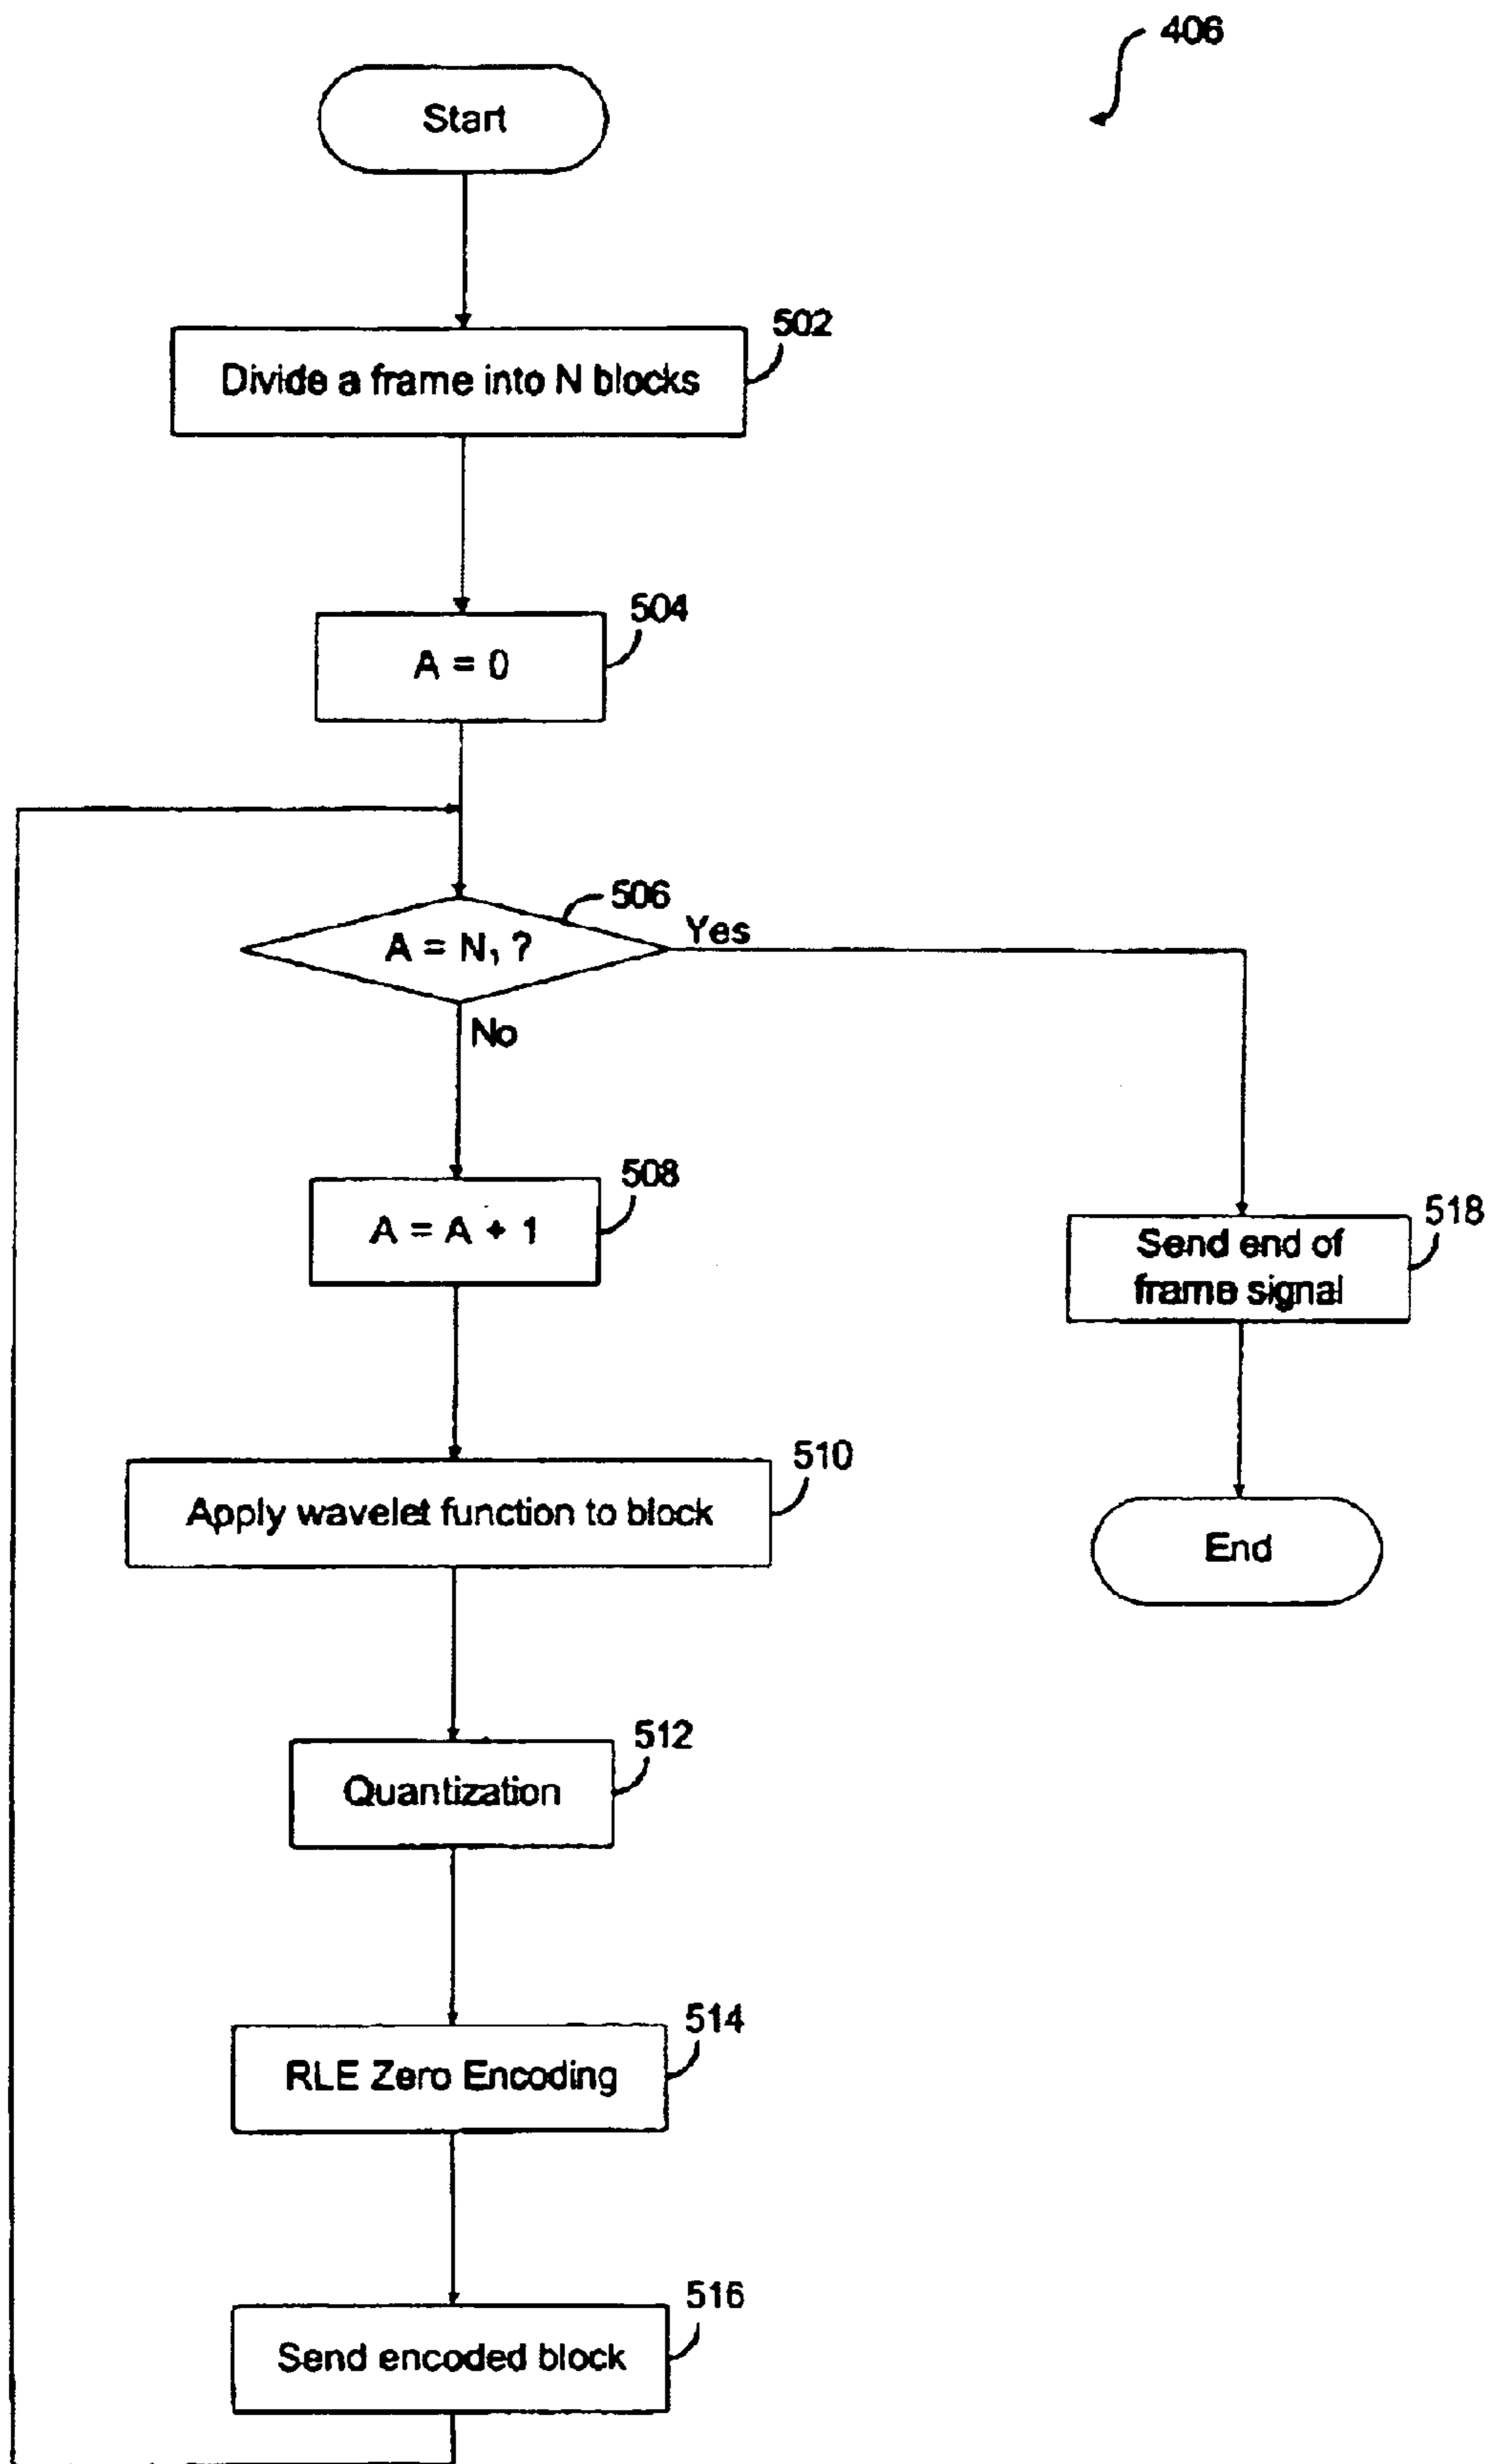 406
Start
502
Divide a frame into N blocks
504
A = 0
506
A = N, ?
Yes
No
508
A = A + 1
518
Send end of
frame signal
510
Apply wavelet function to block
End
512
Quantization
514
RLE Zero Encoding
516
Send encoded block